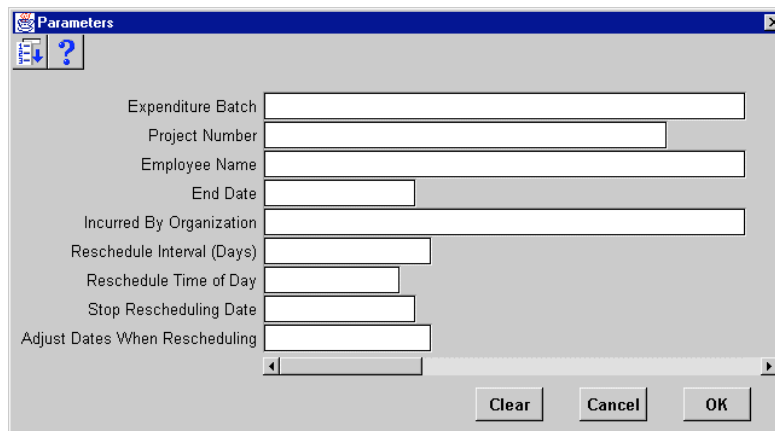 Parameters
?
Expenditure Batch
Project Number
Employee Name
End Date
Incurred By Organization
Reschedule Interval (Days)
Reschedule Time of Day
Stop Rescheduling Date
Adjust Dates When Rescheduling
Clear Cancel OK